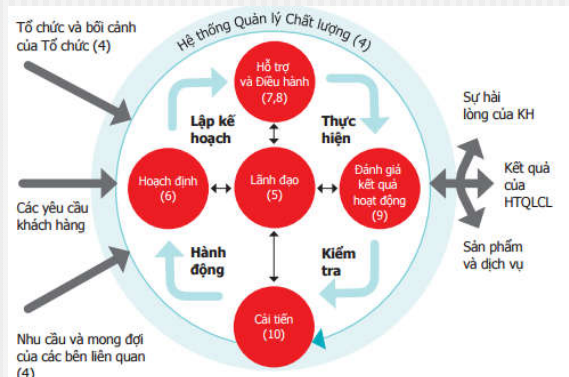 Tổ chức và bối cảnh
của Tổ chức (4)
Hệ thống Quản lý Chất lượng (4)
Hỗ trợ
và Điều hành
(7,8)
Lập kế
hoạch
Thực
hiện
Sự hài
lòng của KH
Hoạch định
(6)
Lãnh đạo
(5)
Đánh giá
kết quả
hoạt động
(9)
Kết quả
của
HTQLCL
Các yêu cầu
khách hàng
Hành
động
Kiểm
tra
Sản phẩm
và dịch vụ
Cải tiến
(10)
Nhu cầu và mong đợi
của các bên liên quan
(4)